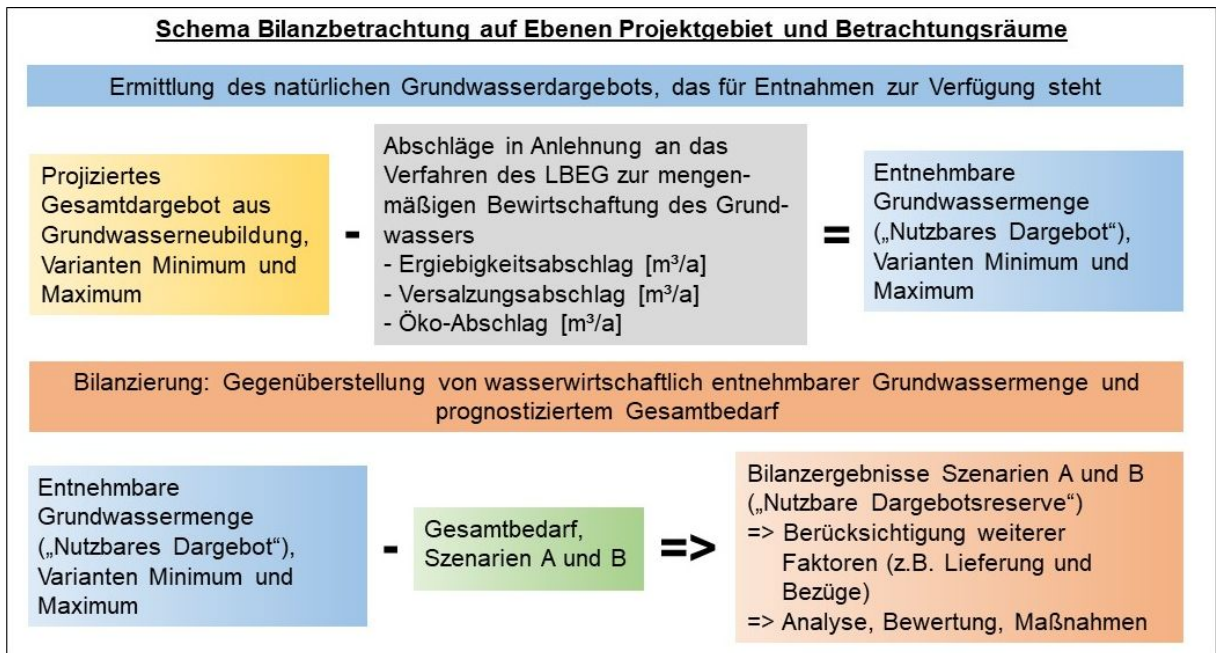 Schema Bilanzbetrachtung auf Ebenen Projektgebiet und Betrachtungsräume
Ermittlung des natürlichen Grundwasserdargebots, das für Entnahmen zur Verfügung steht
Projiziertes
Gesamtdargebot aus
Grundwasserneubildung,
Varianten Minimum und
Maximum
-
Abschläge in Anlehnung an das
Verfahren des LBEG zur mengen-
mäßigen Bewirtschaftung des Grund-
wassers
- Ergiebigkeitsabschlag [m³/a]
- Versalzungsabschlag [m³/a]
- Öko-Abschlag [m³/a]
=
Entnehmbare
Grundwassermenge
(„Nutzbares Dargebot“),
Varianten Minimum und
Maximum
Bilanzierung: Gegenüberstellung von wasserwirtschaftlich entnehmbarer Grundwassermenge und
prognostiziertem Gesamtbedarf
Entnehmbare
Grundwassermenge
(„Nutzbares Dargebot“),
Varianten Minimum und
Maximum
-
Gesamtbedarf,
Szenarien A und B
=>
Bilanzergebnisse Szenarien A und B
(„Nutzbare Dargebotsreserve“)
=> Berücksichtigung weiterer
Faktoren (z.B. Lieferung und
Bezüge)
=> Analyse, Bewertung, Maßnahmen